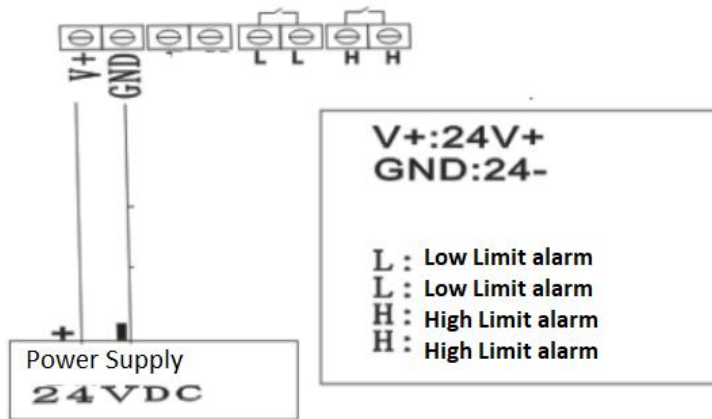 L L H H
V+ GND
V+:24V+
GND:24-
L : Low Limit alarm
L : Low Limit alarm
H : High Limit alarm
H : High Limit alarm
+ -
Power Supply
24VDC